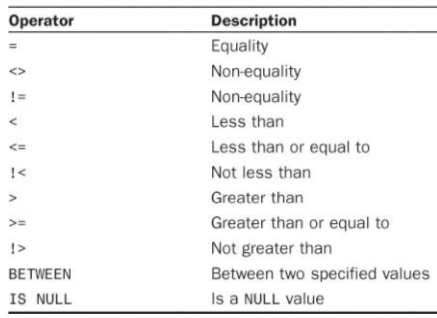 Operator Description
= Equality
<> Non-equality
!= Non-equality
< Less than
<= Less than or equal to
!< Not less than
> Greater than
>= Greater than or equal to
!> Not greater than
BETWEEN Between two specified values
IS NULL Is a NULL value